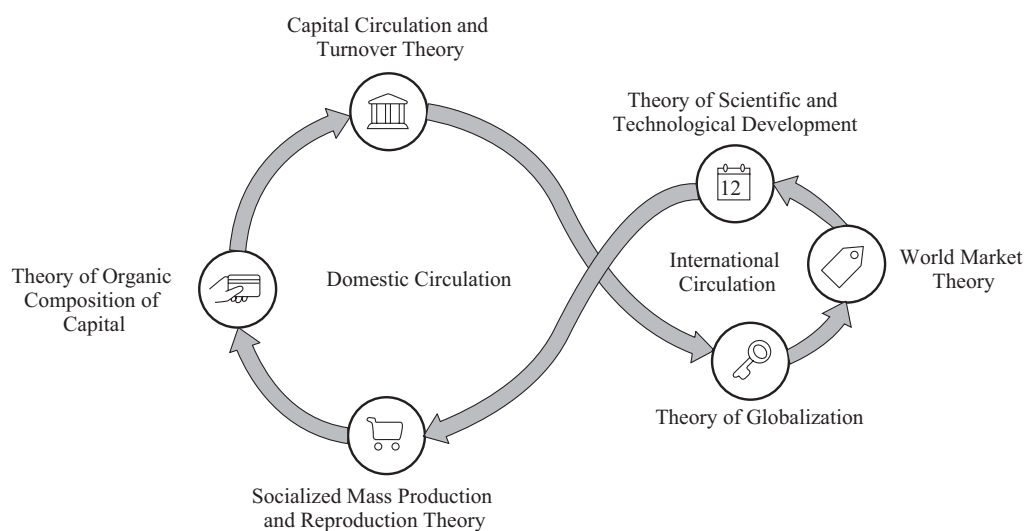 Capital Circulation and
Turnover Theory
Theory of Scientific and
Technological Development
12
Theory of Organic
Composition of
Capital
Domestic Circulation
International
Circulation
World Market
Theory
Theory of Globalization
Socialized Mass Production
and Reproduction Theory